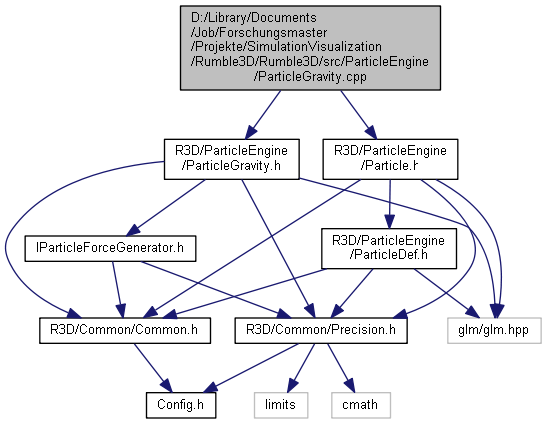 D:/Library/Documents
/Job/Forschungsmaster
/Projekte/SimulationVisualization
/Rumble3D/Rumble3D/src/ParticleEngine
/ParticleGravity.cpp
R3D/ParticleEngine
/ParticleGravity.h
R3D/ParticleEngine
/Particle.h
IParticleForceGenerator.h
R3D/ParticleEngine
/ParticleDef.h
R3D/Common/Common.h
R3D/Common/Precision.h
glm/glm.hpp
Config.h
limits
cmath